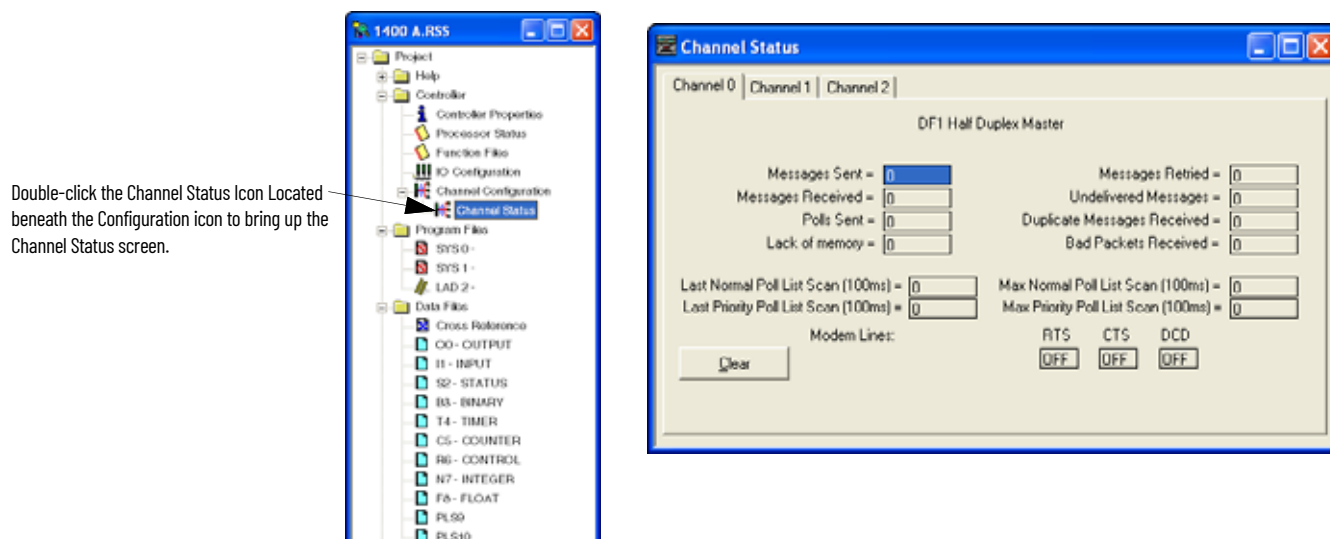 Double-click the Channel Status Icon Located
beneath the Configuration icon to bring up the
Channel Status screen.
1400 A.RSS
Project
Help
Controller
Controller Properties
Processor Status
Function Files
IO Configuration
Channel Configuration
Channel Status
Program Files
SYS 0 -
SYS 1 -
LAD 2 -
Data Files
Cross Reference
O0 - OUTPUT
I1 - INPUT
S2 - STATUS
B3 - BINARY
T4 - TIMER
C5 - COUNTER
R6 - CONTROL
N7 - INTEGER
F8 - FLOAT
PLS9
PLS10
Channel Status
Channel 0 Channel 1 Channel 2
DF1 Half Duplex Master
Messages Sent = 0 Messages Retried = 0
Messages Received = 0 Undelivered Messages = 0
Polls Sent = 0 Duplicate Messages Received = 0
Lack of memory = 0 Bad Packets Received = 0
Last Normal Poll List Scan (100ms) = 0 Max Normal Poll List Scan (100ms) = 0
Last Priority Poll List Scan (100ms) = 0 Max Priority Poll List Scan (100ms) = 0
Modem Lines: RTS CTS DCD
OFF OFF OFF
Clear